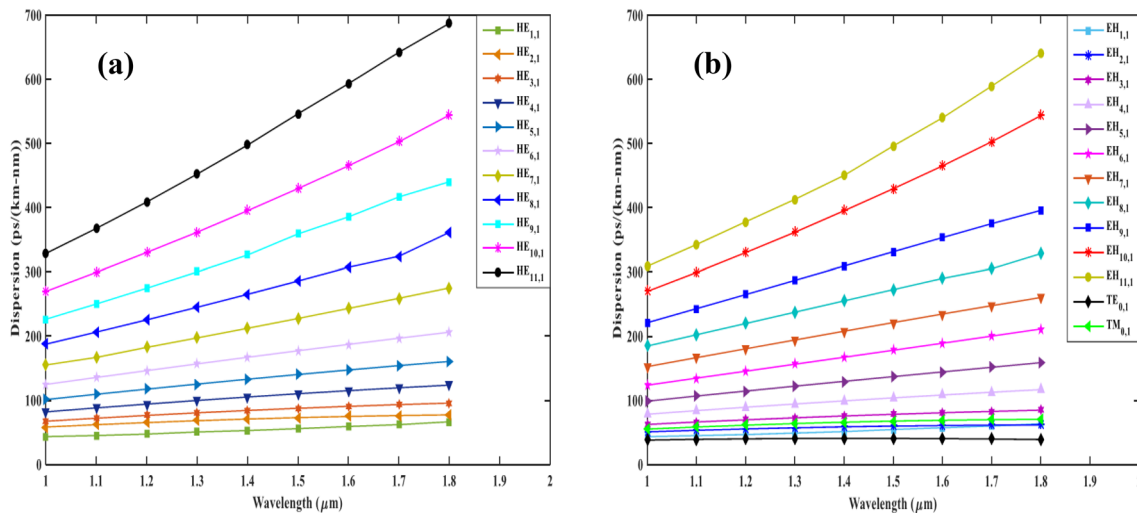 (a)
Dispersion (ps/(km-nm))
700
600
500
400
300
200
100
0
1 1.1 1.2 1.3 1.4 1.5 1.6 1.7 1.8 1.9 2
Wavelength (μm)
HE1,1
HE2,1
HE3,1
HE4,1
HE5,1
HE6,1
HE7,1
HE8,1
HE9,1
HE10,1
HE11,1
(b)
Dispersion (ps/(km-nm))
700
600
500
400
300
200
100
0
1 1.1 1.2 1.3 1.4 1.5 1.6 1.7 1.8 1.9
Wavelength (μm)
EH1,1
EH2,1
EH3,1
EH4,1
EH5,1
EH6,1
EH7,1
EH8,1
EH9,1
EH10,1
EH11,1
TE0,1
TM0,1